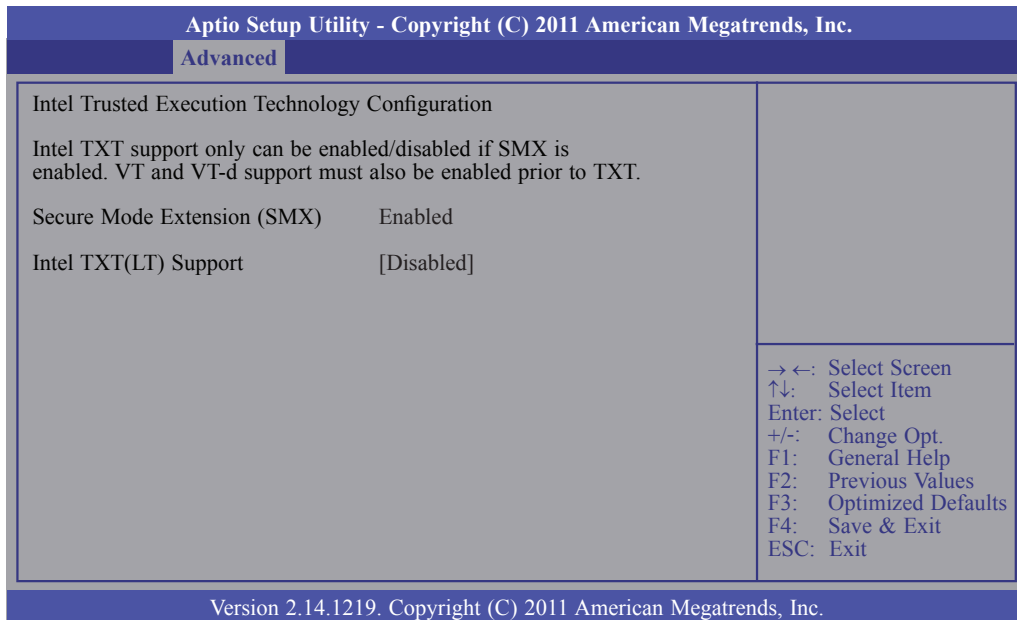 Aptio Setup Utility - Copyright (C) 2011 American Megatrends, Inc.
Advanced
Intel Trusted Execution Technology Configuration
Intel TXT support only can be enabled/disabled if SMX is
enabled. VT and VT-d support must also be enabled prior to TXT.
Secure Mode Extension (SMX) Enabled
Intel TXT(LT) Support [Disabled]
→ ←: Select Screen
↑↓: Select Item
Enter: Select
+/-: Change Opt.
F1: General Help
F2: Previous Values
F3: Optimized Defaults
F4: Save & Exit
ESC: Exit
Version 2.14.1219. Copyright (C) 2011 American Megatrends, Inc.